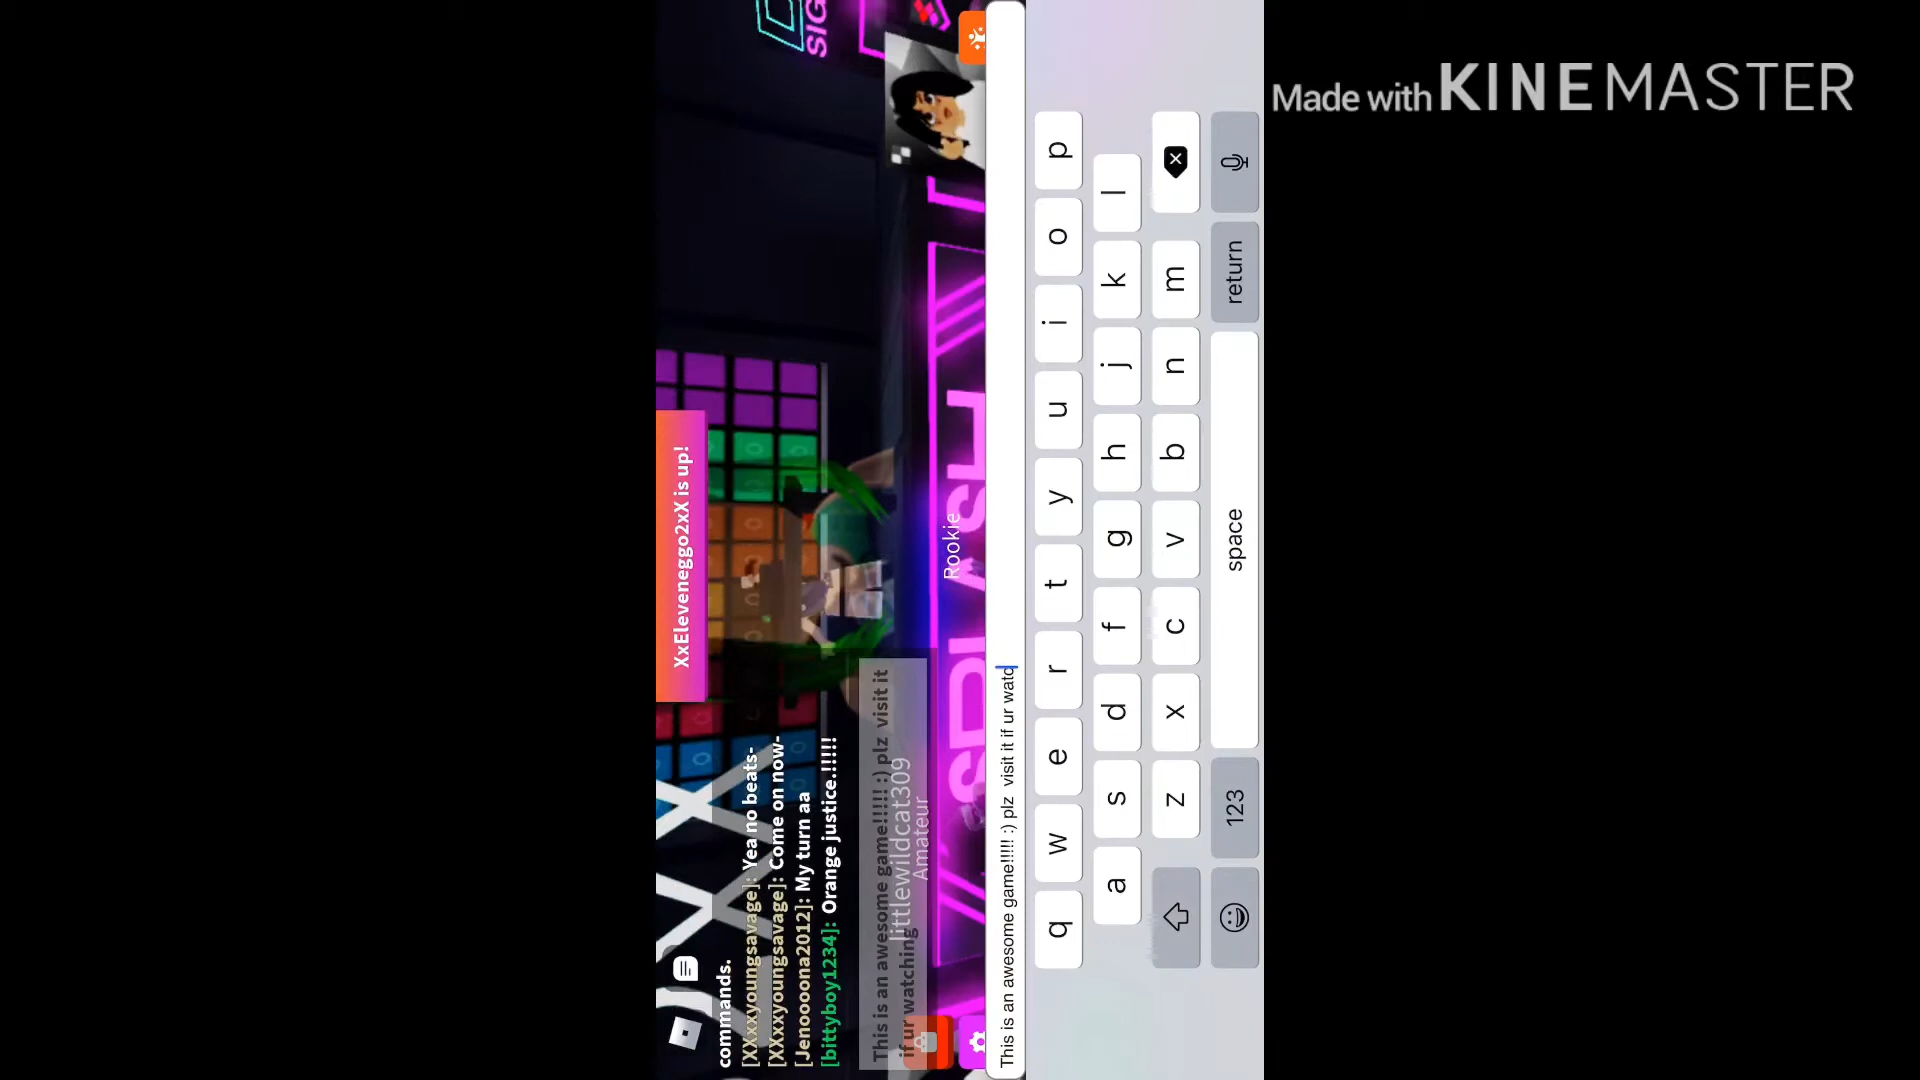 Made with KINEMASTER
SIG
XxEleveneggo2xX is up!
commands.
[XXxxyoungsavage]: Yea no beats-
[XXxxyoungsavage]: Come on now-
[Jenoooona2012]: My turn aa
[bittyboy1234]: Orange justice.!!!!!
This is an awesome game!!!!! :) plz  visit it
if ur watching
littlewildcat309
Amateur
Rookie
This is an awesome game!!!!! :) plz  visit it if ur watc
q w e r t y u i o p
a s d f g h j k l
z x c v b n m
123 space return